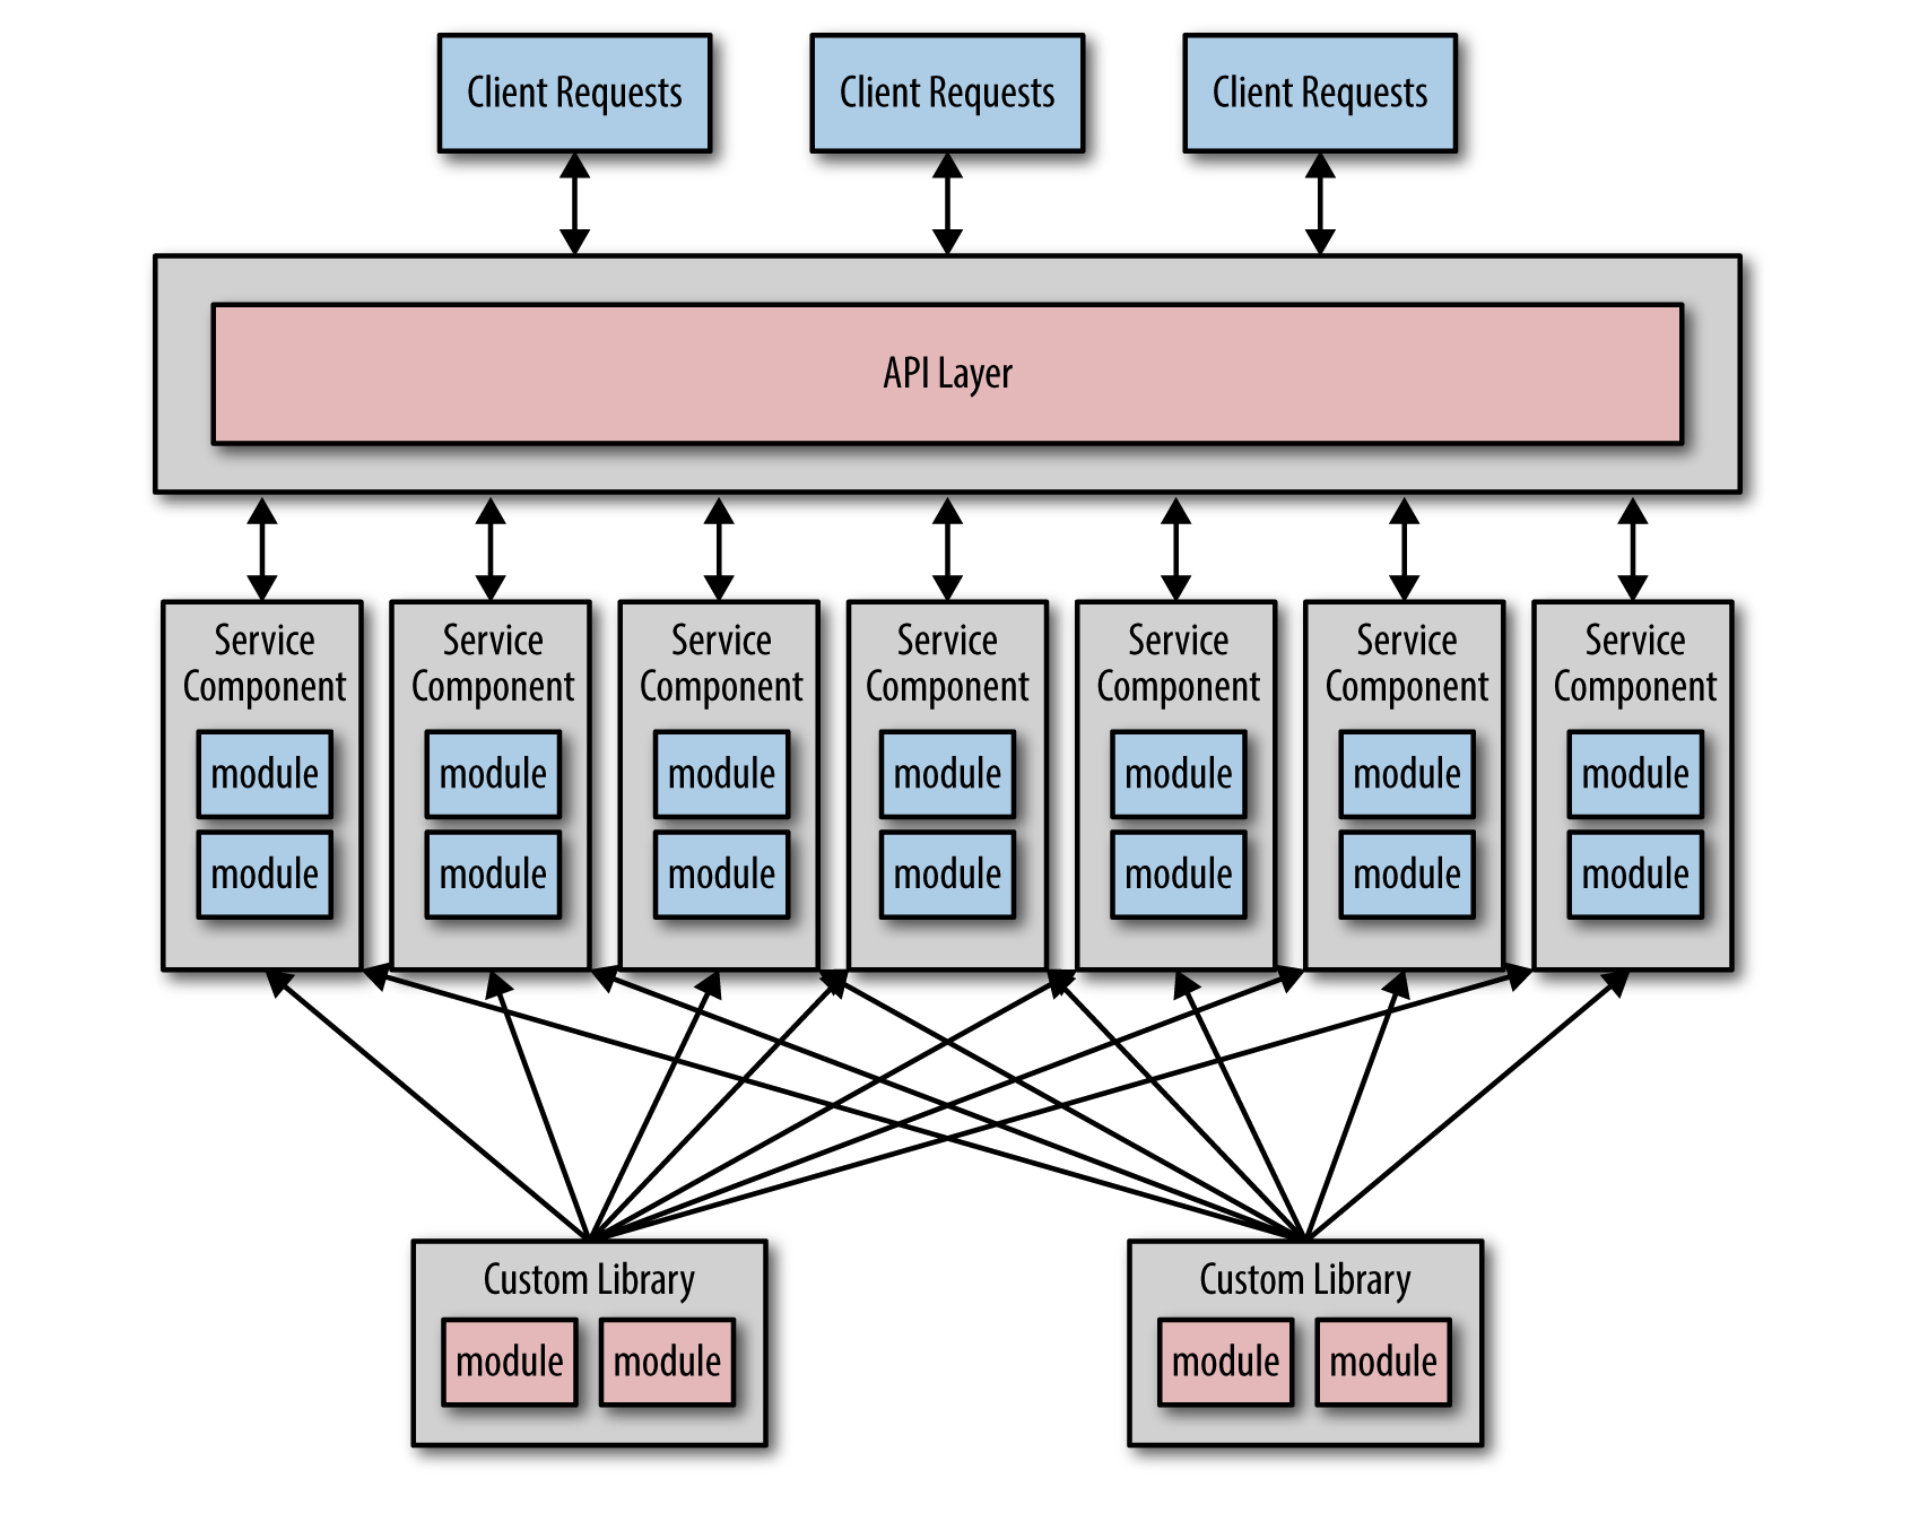 Client Requests
Client Requests
Client Requests
API Layer
Service
Component
module
module
Service
Component
module
module
Service
Component
module
module
Service
Component
module
module
Service
Component
module
module
Service
Component
module
module
Service
Component
module
module
Custom Library
module
module
Custom Library
module
module